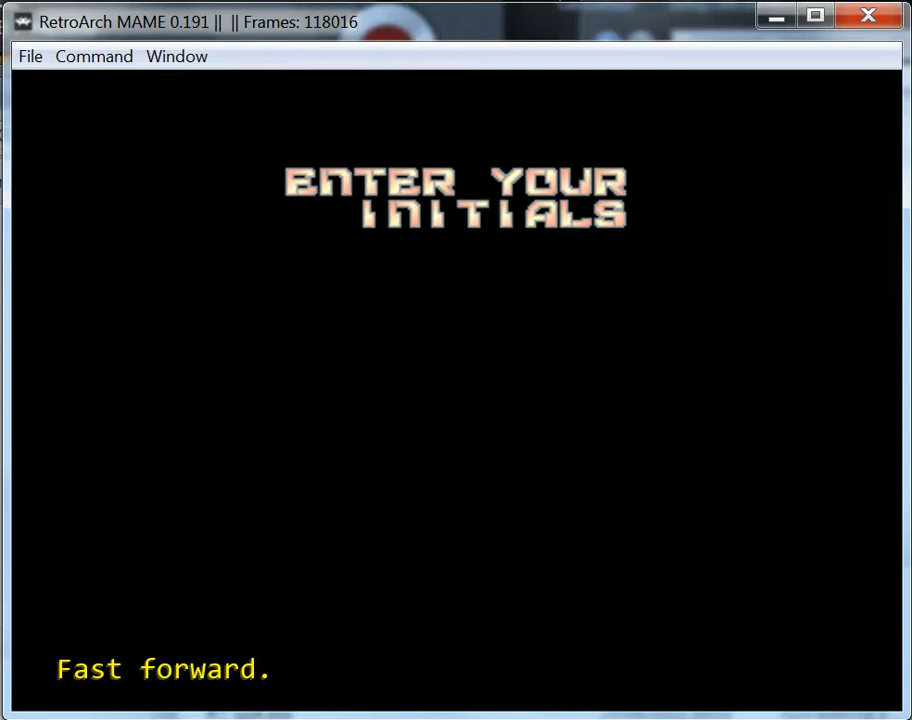 RetroArch MAME 0.191 || || Frames: 118016
File Command Window
ENTER YOUR
INITIALS
Fast forward.